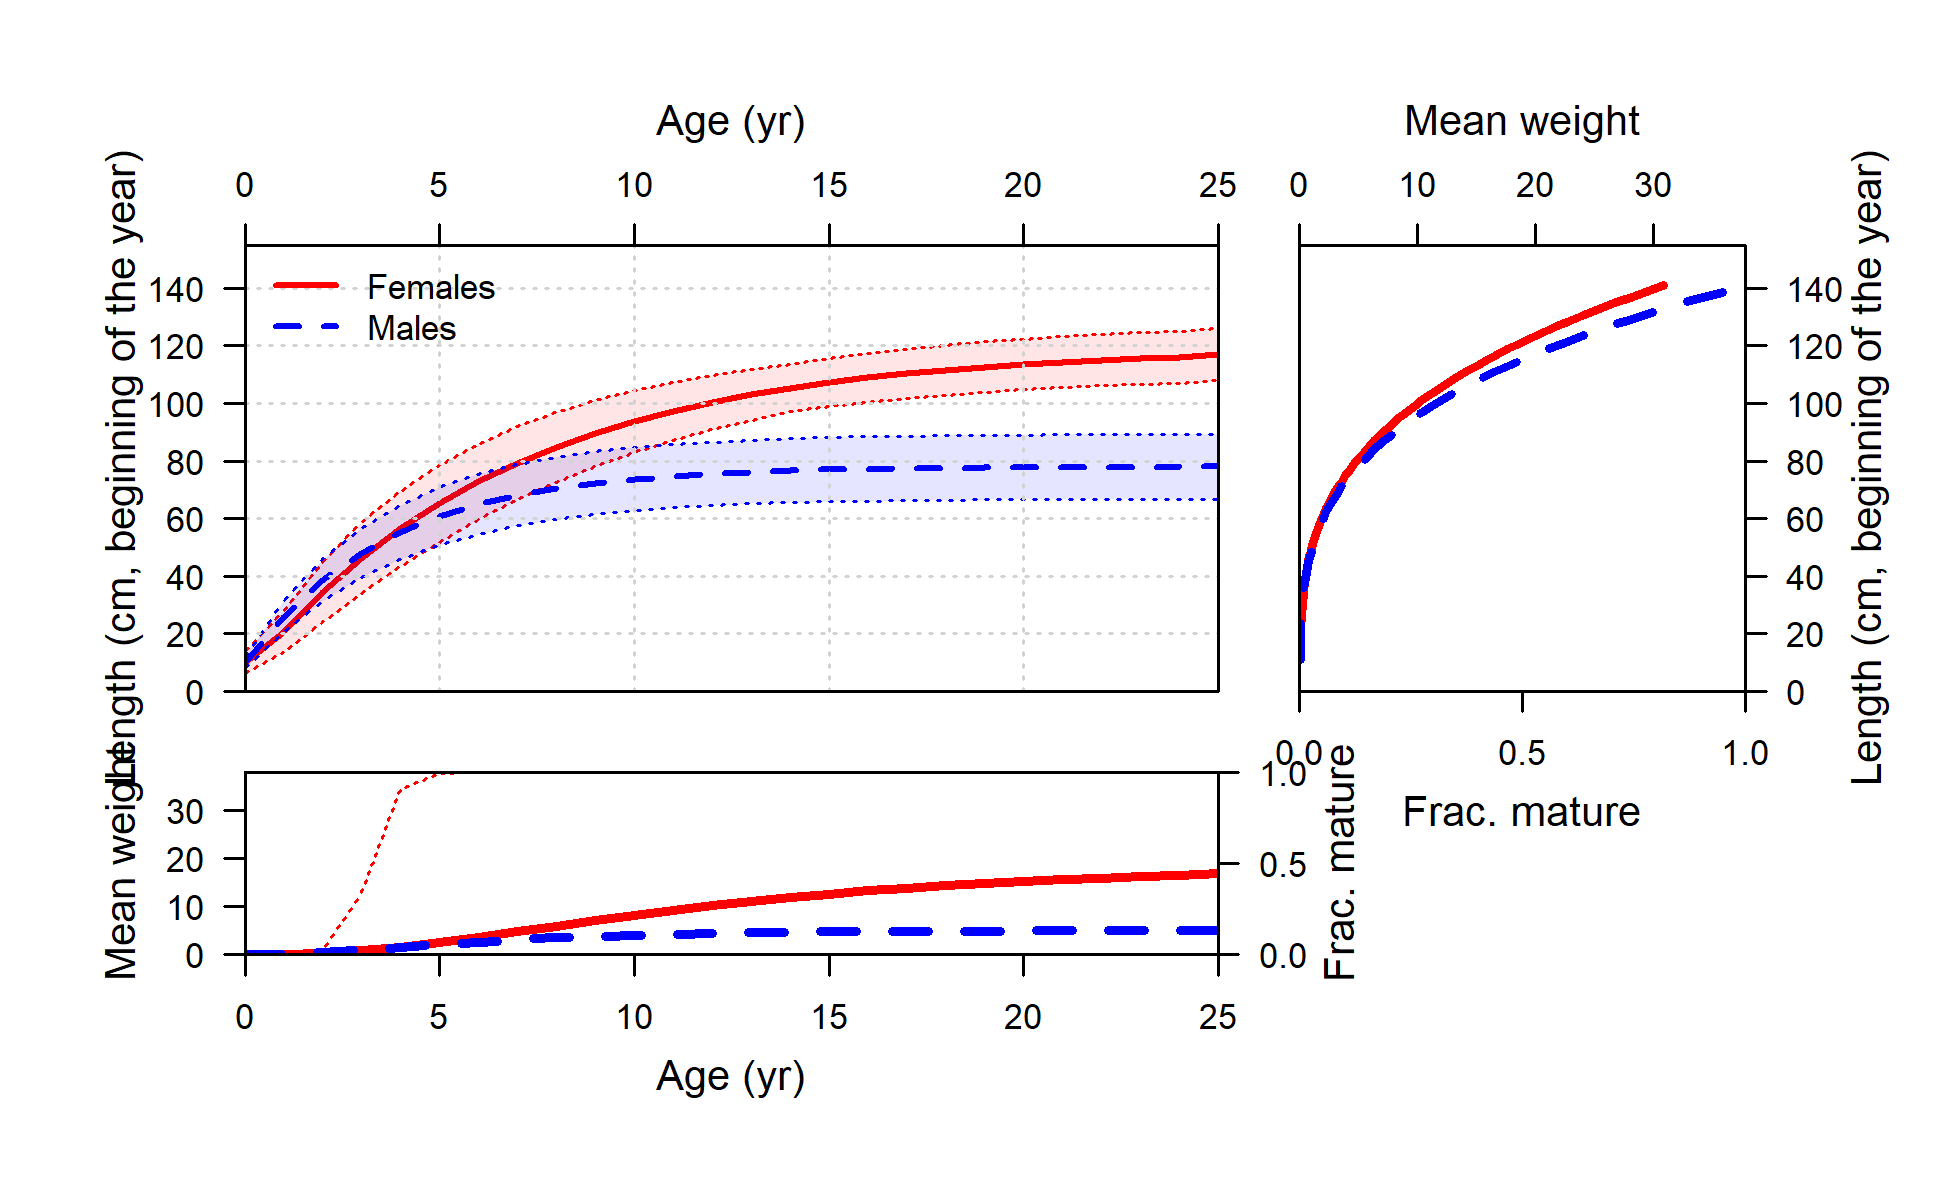 Age (yr)
Mean weight
0 5 10 15 20 25
0 10 20 30
Length (cm, beginning of the year)
140
120
100
80
60
40
20
0
Females
Males
140
120
100
80
60
40
20
0
Length (cm, beginning of the year)
0.0 0.5 1.0
Frac. mature
Mean weight
30
20
10
0
1.0
0.5
0.0
Frac. mature
0 5 10 15 20 25
Age (yr)